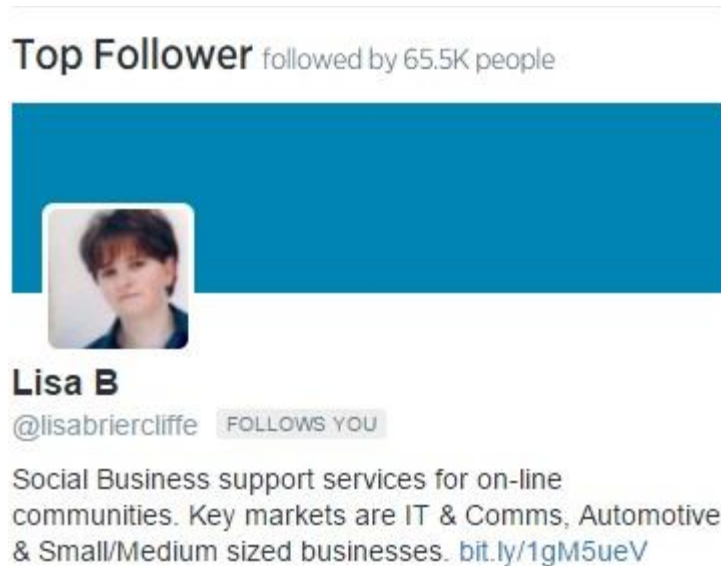 Top Follower followed by 65.5K people
Lisa B
@lisabriercliffe FOLLOWS YOU
Social Business support services for on-line
communities. Key markets are IT & Comms, Automotive
& Small/Medium sized businesses. bit.ly/1gM5ueV